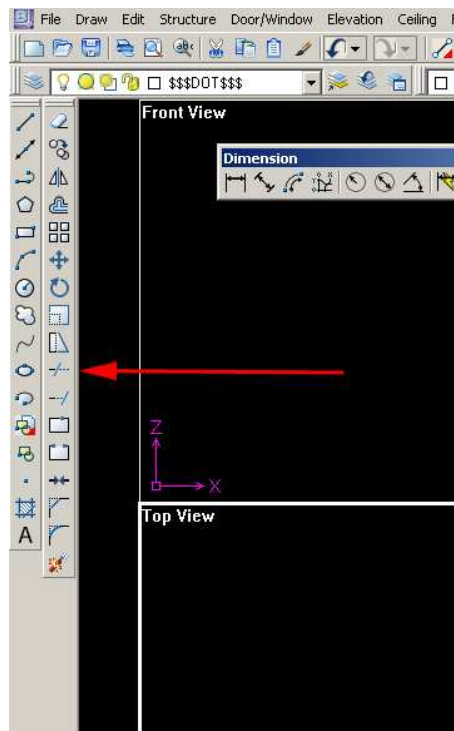 File Draw Edit Structure Door/Window Elevation Ceiling
$$$DOT$$$
Front View
Dimension
Z
X
Top View
A